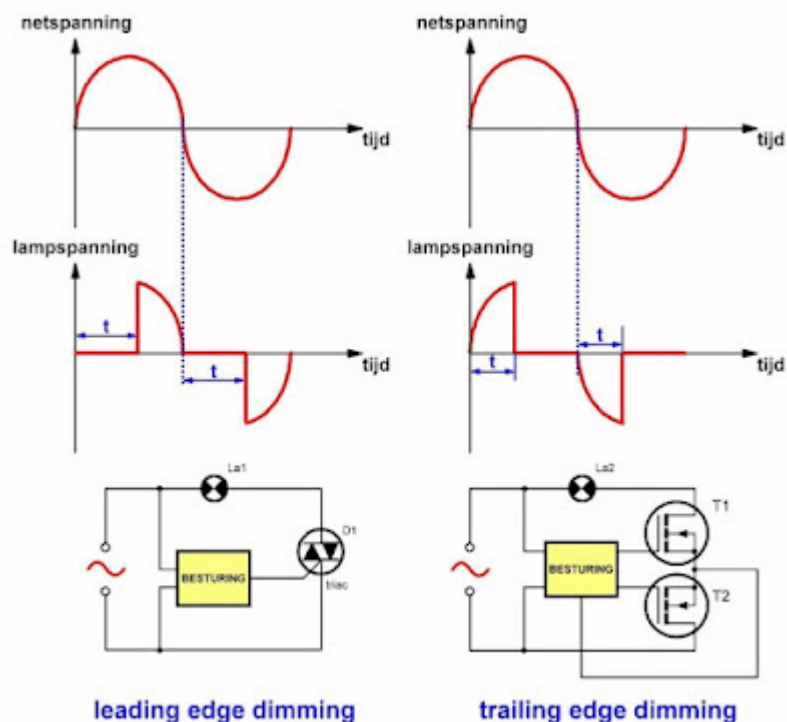 netspanning
tijd
lampspanning
t
t
tijd
La1
D1
BESTURING
triac
leading edge dimming
netspanning
tijd
lampspanning
t
t
tijd
La2
T1
BESTURING
T2
trailing edge dimming